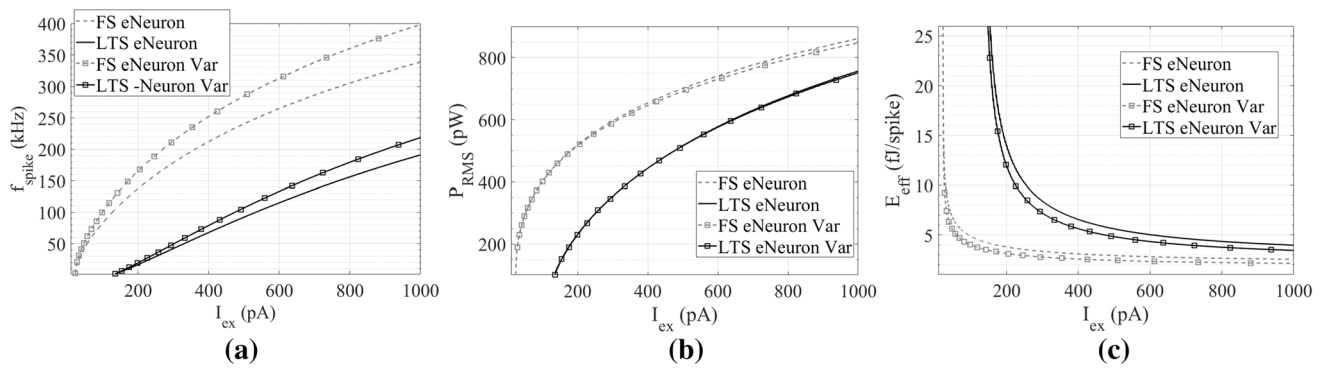 400
350
300
250
200
150
100
50
f_spike (kHz)
FS eNeuron
LTS eNeuron
FS eNeuron Var
LTS -Neuron Var
200 400 600 800 1000
I_ex (pA)
(a)
800
600
400
200
P_RMS (pW)
FS eNeuron
LTS eNeuron
FS eNeuron Var
LTS eNeuron Var
200 400 600 800 1000
I_ex (pA)
(b)
25
20
15
10
5
E_eff (fJ/spike)
FS eNeuron
LTS eNeuron
FS eNeuron Var
LTS eNeuron Var
200 400 600 800 1000
I_ex (pA)
(c)